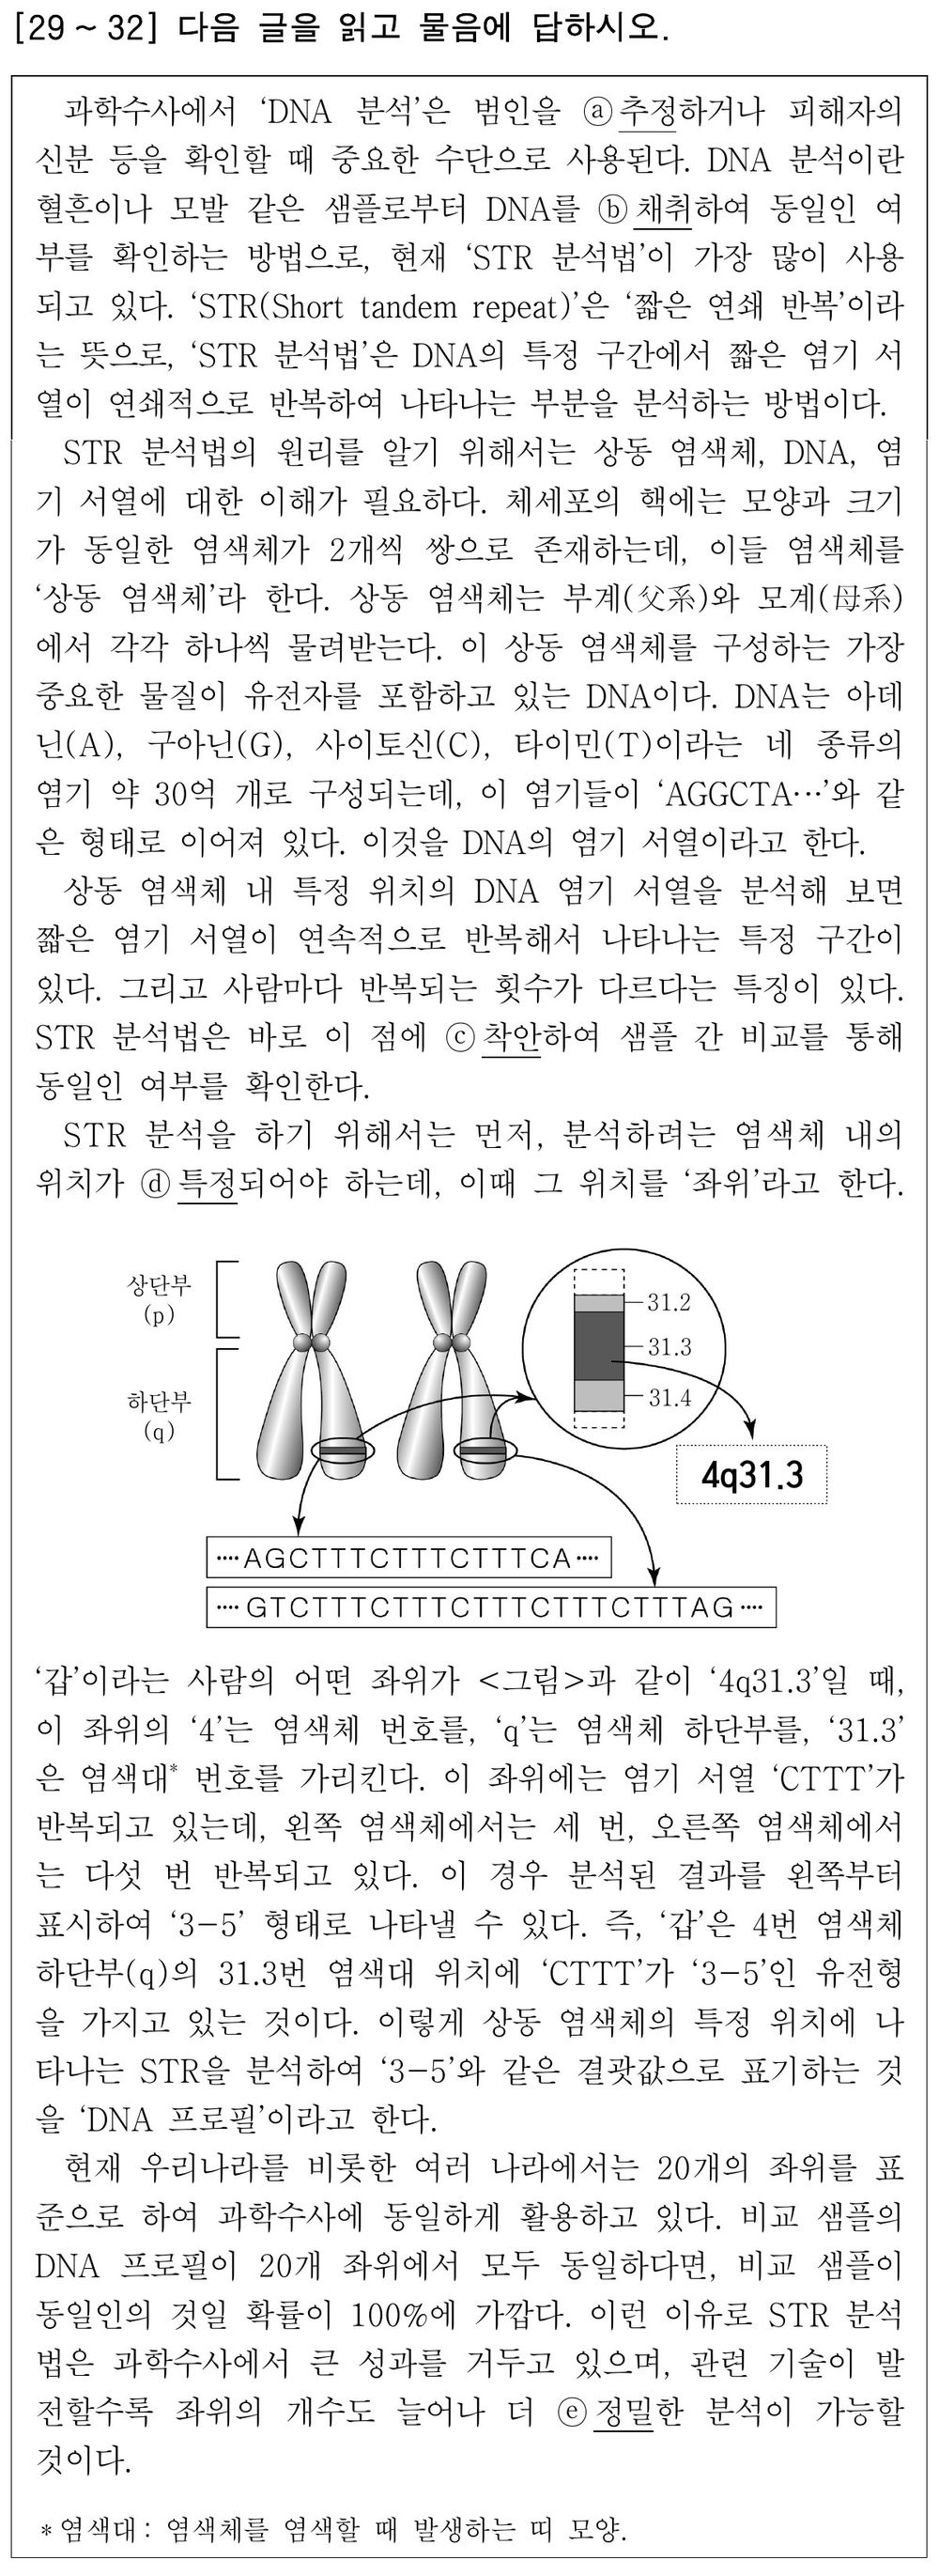 [29 ~ 32] 다음 글을 읽고 물음에 답하시오.
과학수사에서 ‘DNA 분석’은 범인을 ⓐ추정하거나 피해자의
신분 등을 확인할 때 중요한 수단으로 사용된다. DNA 분석이란
혈흔이나 모발 같은 샘플로부터 DNA를 ⓑ채취하여 동일인 여
부를 확인하는 방법으로, 현재 ‘STR 분석법’이 가장 많이 사용
되고 있다. ‘STR(Short tandem repeat)’은 ‘짧은 연쇄 반복’이라
는 뜻으로, ‘STR 분석법’은 DNA의 특정 구간에서 짧은 염기 서
열이 연쇄적으로 반복하여 나타나는 부분을 분석하는 방법이다.
STR 분석법의 원리를 알기 위해서는 상동 염색체, DNA, 염
기 서열에 대한 이해가 필요하다. 체세포의 핵에는 모양과 크기
가 동일한 염색체가 2개씩 쌍으로 존재하는데, 이들 염색체를
‘상동 염색체’라 한다. 상동 염색체는 부계(父系)와 모계(母系)
에서 각각 하나씩 물려받는다. 이 상동 염색체를 구성하는 가장
중요한 물질이 유전자를 포함하고 있는 DNA이다. DNA는 아데
닌(A), 구아닌(G), 사이토신(C), 타이민(T)이라는 네 종류의
염기 약 30억 개로 구성되는데, 이 염기들이 ‘AGGCTA…’와 같
은 형태로 이어져 있다. 이것을 DNA의 염기 서열이라고 한다.
상동 염색체 내 특정 위치의 DNA 염기 서열을 분석해 보면
짧은 염기 서열이 연속적으로 반복해서 나타나는 특정 구간이
있다. 그리고 사람마다 반복되는 횟수가 다르다는 특징이 있다.
STR 분석법은 바로 이 점에 ⓒ착안하여 샘플 간 비교를 통해
동일인 여부를 확인한다.
STR 분석을 하기 위해서는 먼저, 분석하려는 염색체 내의
위치가 ⓓ특정되어야 하는데, 이때 그 위치를 ‘좌위’라고 한다.
상단부
(p)
하단부
(q)
31.2
31.3
31.4
4q31.3
····AGCTTTCTTTCTTTCA····
····GTCTTTCTTTCTTTCTTTCTTTAG····
‘갑’이라는 사람의 어떤 좌위가 <그림>과 같이 ‘4q31.3’일 때,
이 좌위의 ‘4’는 염색체 번호를, ‘q’는 염색체 하단부를, ‘31.3’
은 염색대* 번호를 가리킨다. 이 좌위에는 염기 서열 ‘CTTT’가
반복되고 있는데, 왼쪽 염색체에서는 세 번, 오른쪽 염색체에서
는 다섯 번 반복되고 있다. 이 경우 분석된 결과를 왼쪽부터
표시하여 ‘3-5’ 형태로 나타낼 수 있다. 즉, ‘갑’은 4번 염색체
하단부(q)의 31.3번 염색대 위치에 ‘CTTT’가 ‘3-5’인 유전형
을 가지고 있는 것이다. 이렇게 상동 염색체의 특정 위치에 나
타나는 STR을 분석하여 ‘3-5’와 같은 결괏값으로 표기하는 것
을 ‘DNA 프로필’이라고 한다.
현재 우리나라를 비롯한 여러 나라에서는 20개의 좌위를 표
준으로 하여 과학수사에 동일하게 활용하고 있다. 비교 샘플의
DNA 프로필이 20개 좌위에서 모두 동일하다면, 비교 샘플이
동일인의 것일 확률이 100%에 가깝다. 이런 이유로 STR 분석
법은 과학수사에서 큰 성과를 거두고 있으며, 관련 기술이 발
전할수록 좌위의 개수도 늘어나 더 ⓔ정밀한 분석이 가능할
것이다.
* 염색대 : 염색체를 염색할 때 발생하는 띠 모양.